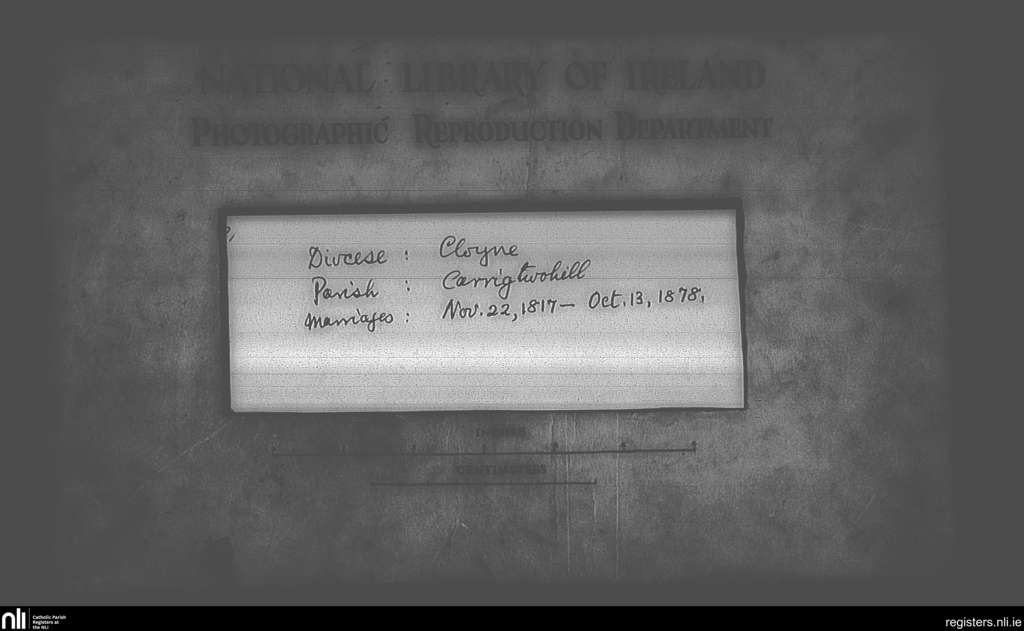 NATIONAL LIBRARY OF IRELAND
PHOTOGRAPHIC REPRODUCTION DEPARTMENT
Diocese : Cloyne
Parish : Carrigtwohill
Marriages : Nov. 22, 1817 – Oct. 13, 1878.
INCHES
CENTIMETRES
nli
Catholic Parish
Registers at
the NLI
registers.nli.ie